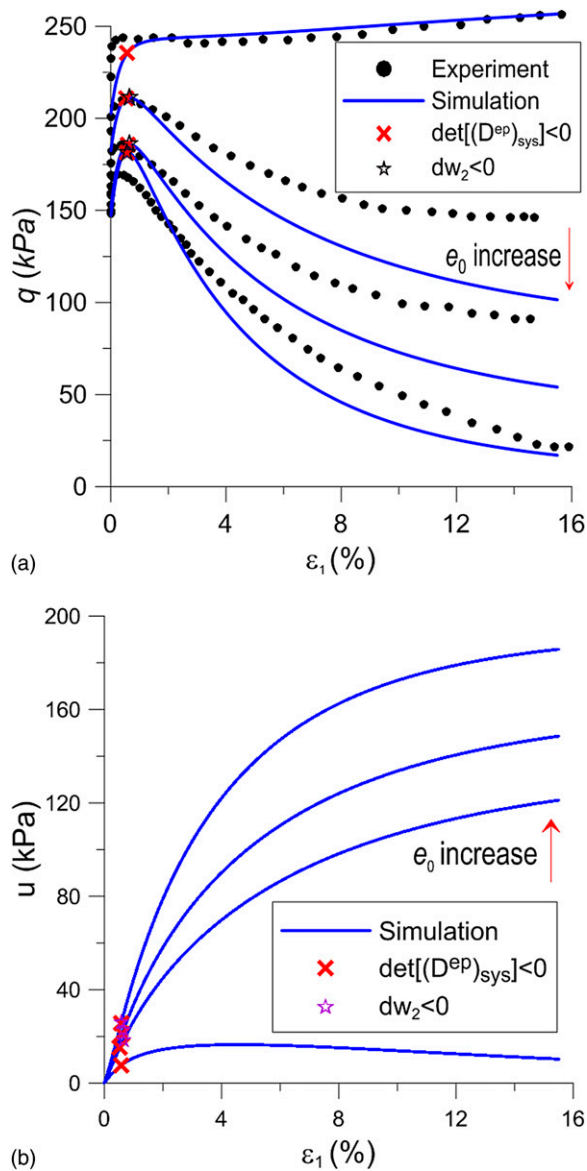 250
200
150
100
50
0
q (kPa)
Experiment
Simulation
det[(Dᵉᵖ)sys]<0
dw₂<0
e₀ increase
0 4 8 12 16
(a) ε₁(%)
200
160
120
80
40
0
u (kPa)
e₀ increase
Simulation
det[(Dᵉᵖ)sys]<0
dw₂<0
0 4 8 12 16
(b) ε₁(%)